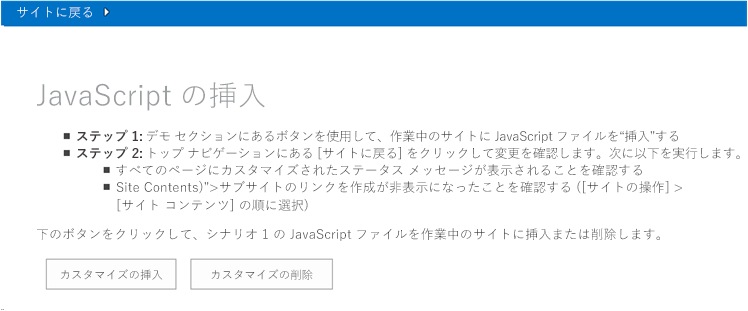 サイトに戻る
JavaScript の挿入
ステップ 1: デモ セクションにあるボタンを使用して、作業中のサイトに JavaScript ファイルを“挿入”する
ステップ 2: トップ ナビゲーションにある [サイトに戻る] をクリックして変更を確認します。次に以下を実行します。
すべてのページにカスタマイズされたステータス メッセージが表示されることを確認する
Site Contents)">サブサイトのリンクを作成が非表示になったことを確認する ([サイトの操作] >
[サイト コンテンツ] の順に選択)
下のボタンをクリックして、シナリオ 1 の JavaScript ファイルを作業中のサイトに挿入または削除します。
カスタマイズの挿入 カスタマイズの削除